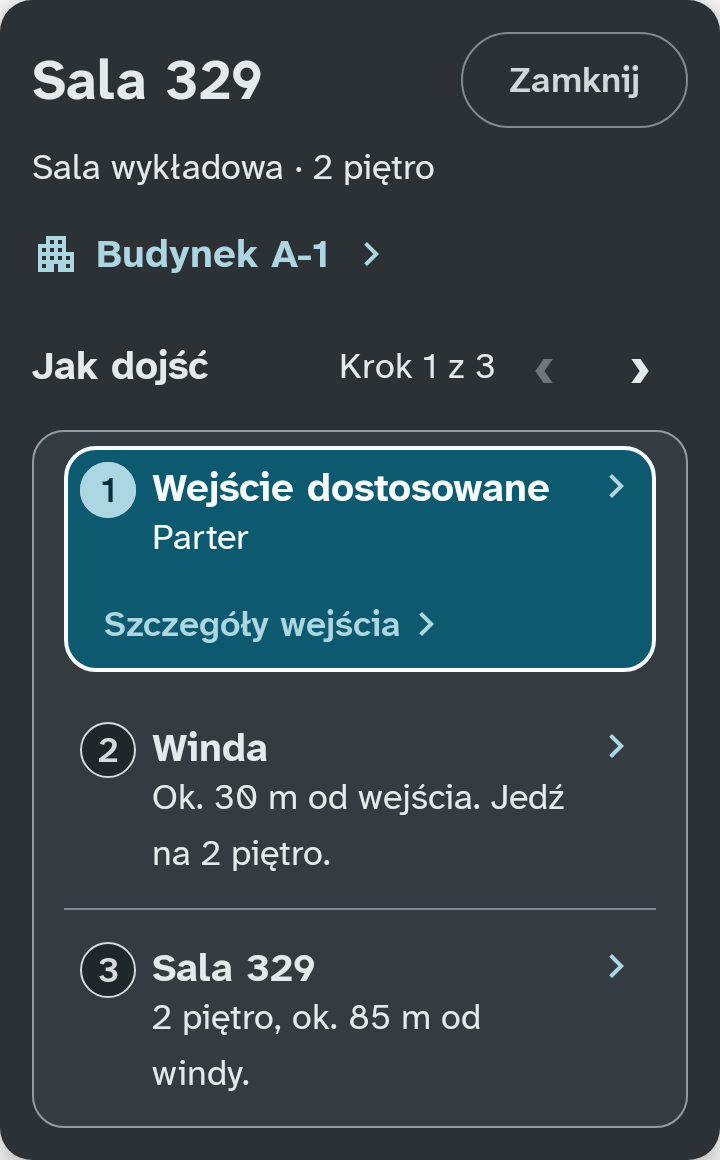 Sala 329
Zamknij
Sala wykładowa · 2 piętro
Budynek A-1
Jak dojść
Krok 1 z 3
1 Wejście dostosowane
Parter
Szczegóły wejścia
2 Winda
Ok. 30 m od wejścia. Jedź
na 2 piętro.
3 Sala 329
2 piętro, ok. 85 m od
windy.